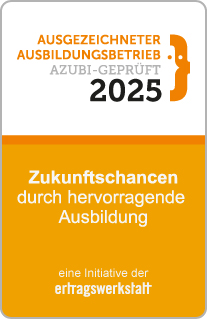 AUSGEZEICHNETER
AUSBILDUNGSBETRIEB
AZUBI-GEPRÜFT
2025
Zukunftschancen
durch hervorragende
Ausbildung
eine Initiative der
ertragswerkstatt